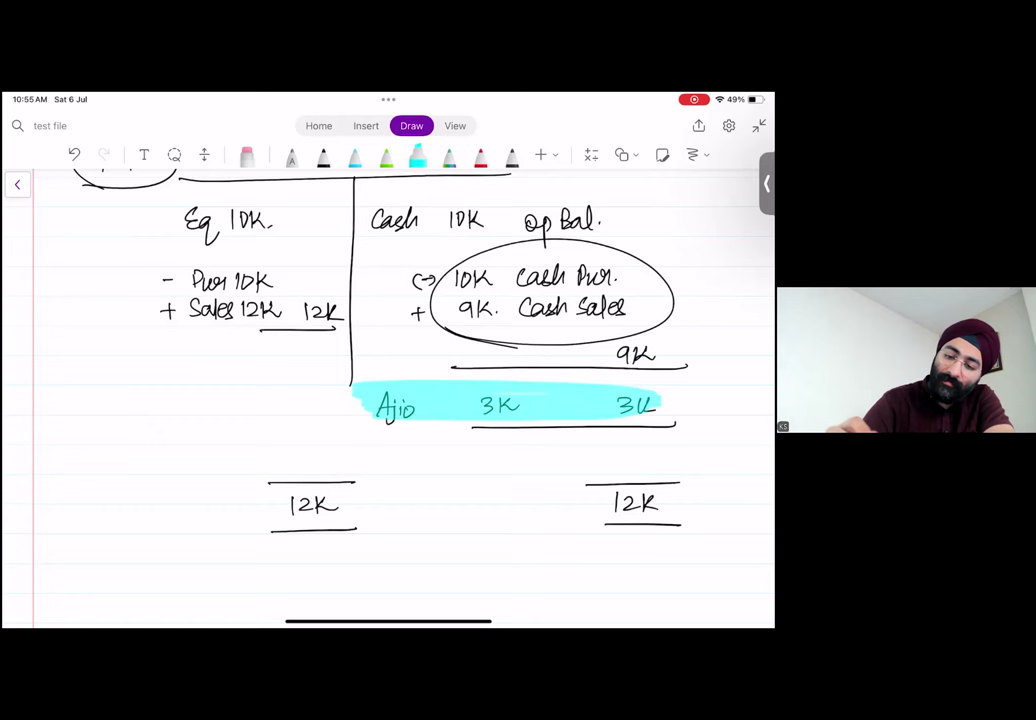 10:55 AM Sat 6 Jul
49%
test file
Home Insert Draw View
T
A
Eq 10K. Cash 10K op Bal.
- Pur 10K (-) 10K Cash Pur.
+ Sales 12K 12K + 9K. Cash Sales
9K
Ajio 3K 3K
12K 12K
KS